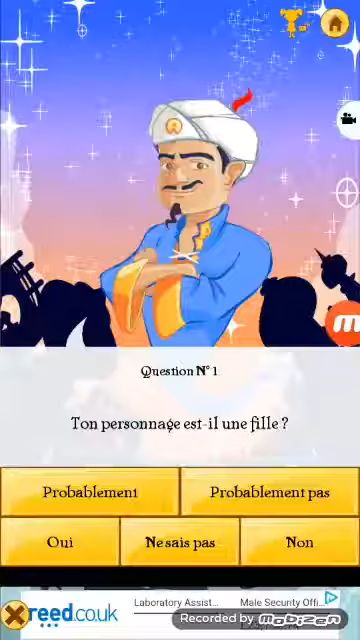 Question N° 1
Ton personnage est-il une fille ?
Probablement
Probablement pas
Oui
Ne sais pas
Non
reed.co.uk
Laboratory Assist...
Male Security Offi...
Recorded by Mobizen